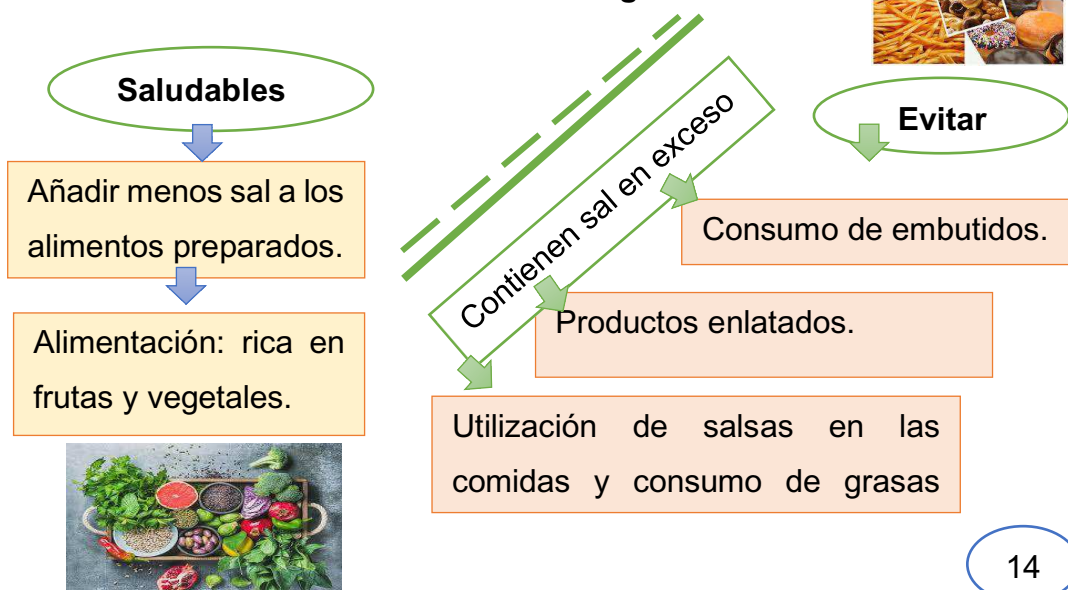 Saludables
Añadir menos sal a los
alimentos preparados.
Alimentación: rica en
frutas y vegetales.
Contienen sal en exceso
Evitar
Consumo de embutidos.
Productos enlatados.
Utilización de salsas en las
comidas y consumo de grasas
14